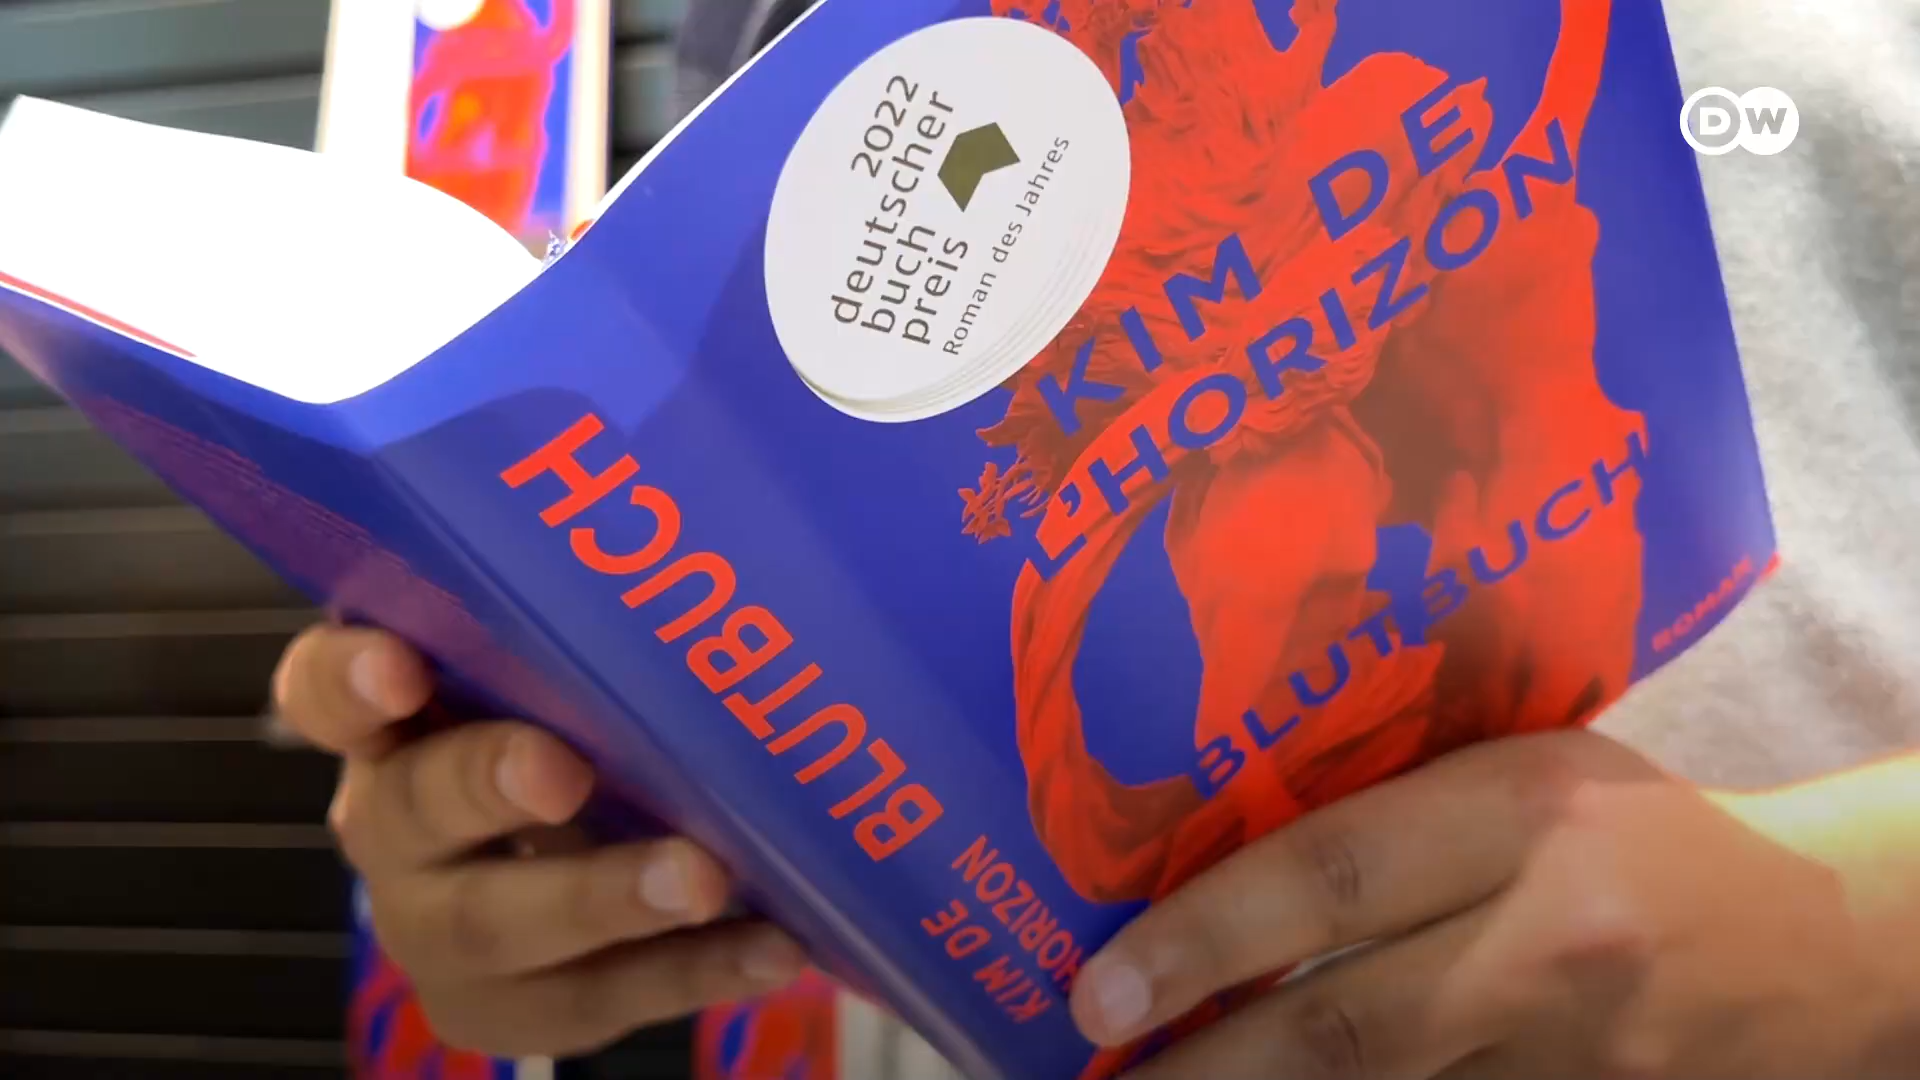 2022
deutscher
buch
preis
Roman des Jahres
KIM DE
L'HORIZON
BLUTBUCH
ROMAN
BLUTBUCH
KIM DE
HORIZON
DW